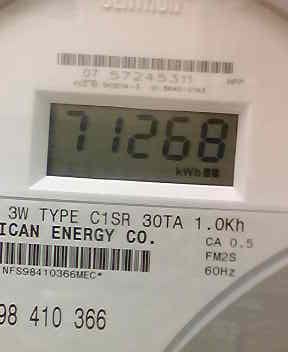 07 57245311
71268
kWh
3W TYPE C1SR 30TA 1.0Kh
ICAN ENERGY CO.
CA 0.5
FM2S
NFS98410366MEC*
60Hz
98 410 366